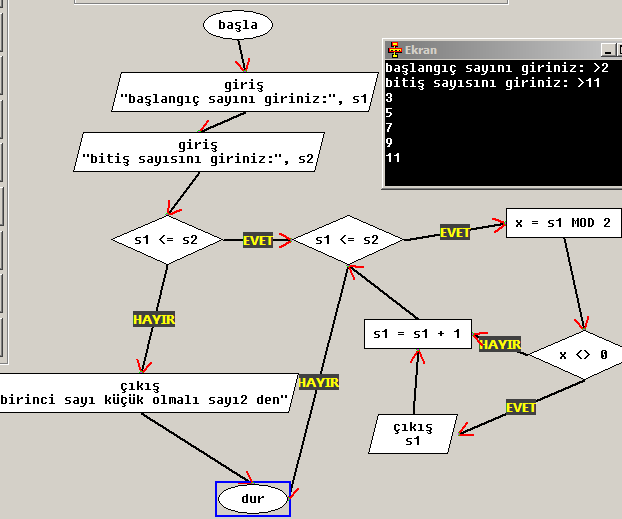 başla
giriş
"başlangıç sayını giriniz:", s1
giriş
"bitiş sayısını giriniz:", s2
s1 <= s2
EVET
s1 <= s2
EVET
x = s1 MOD 2
HAYIR
s1 = s1 + 1
HAYIR
x <> 0
HAYIR
EVET
çıkış
birinci sayı küçük olmalı sayı2 den"
çıkış
s1
dur
Ekran
başlangıç sayını giriniz: >2
bitiş sayısını giriniz: >11
3
5
7
9
11